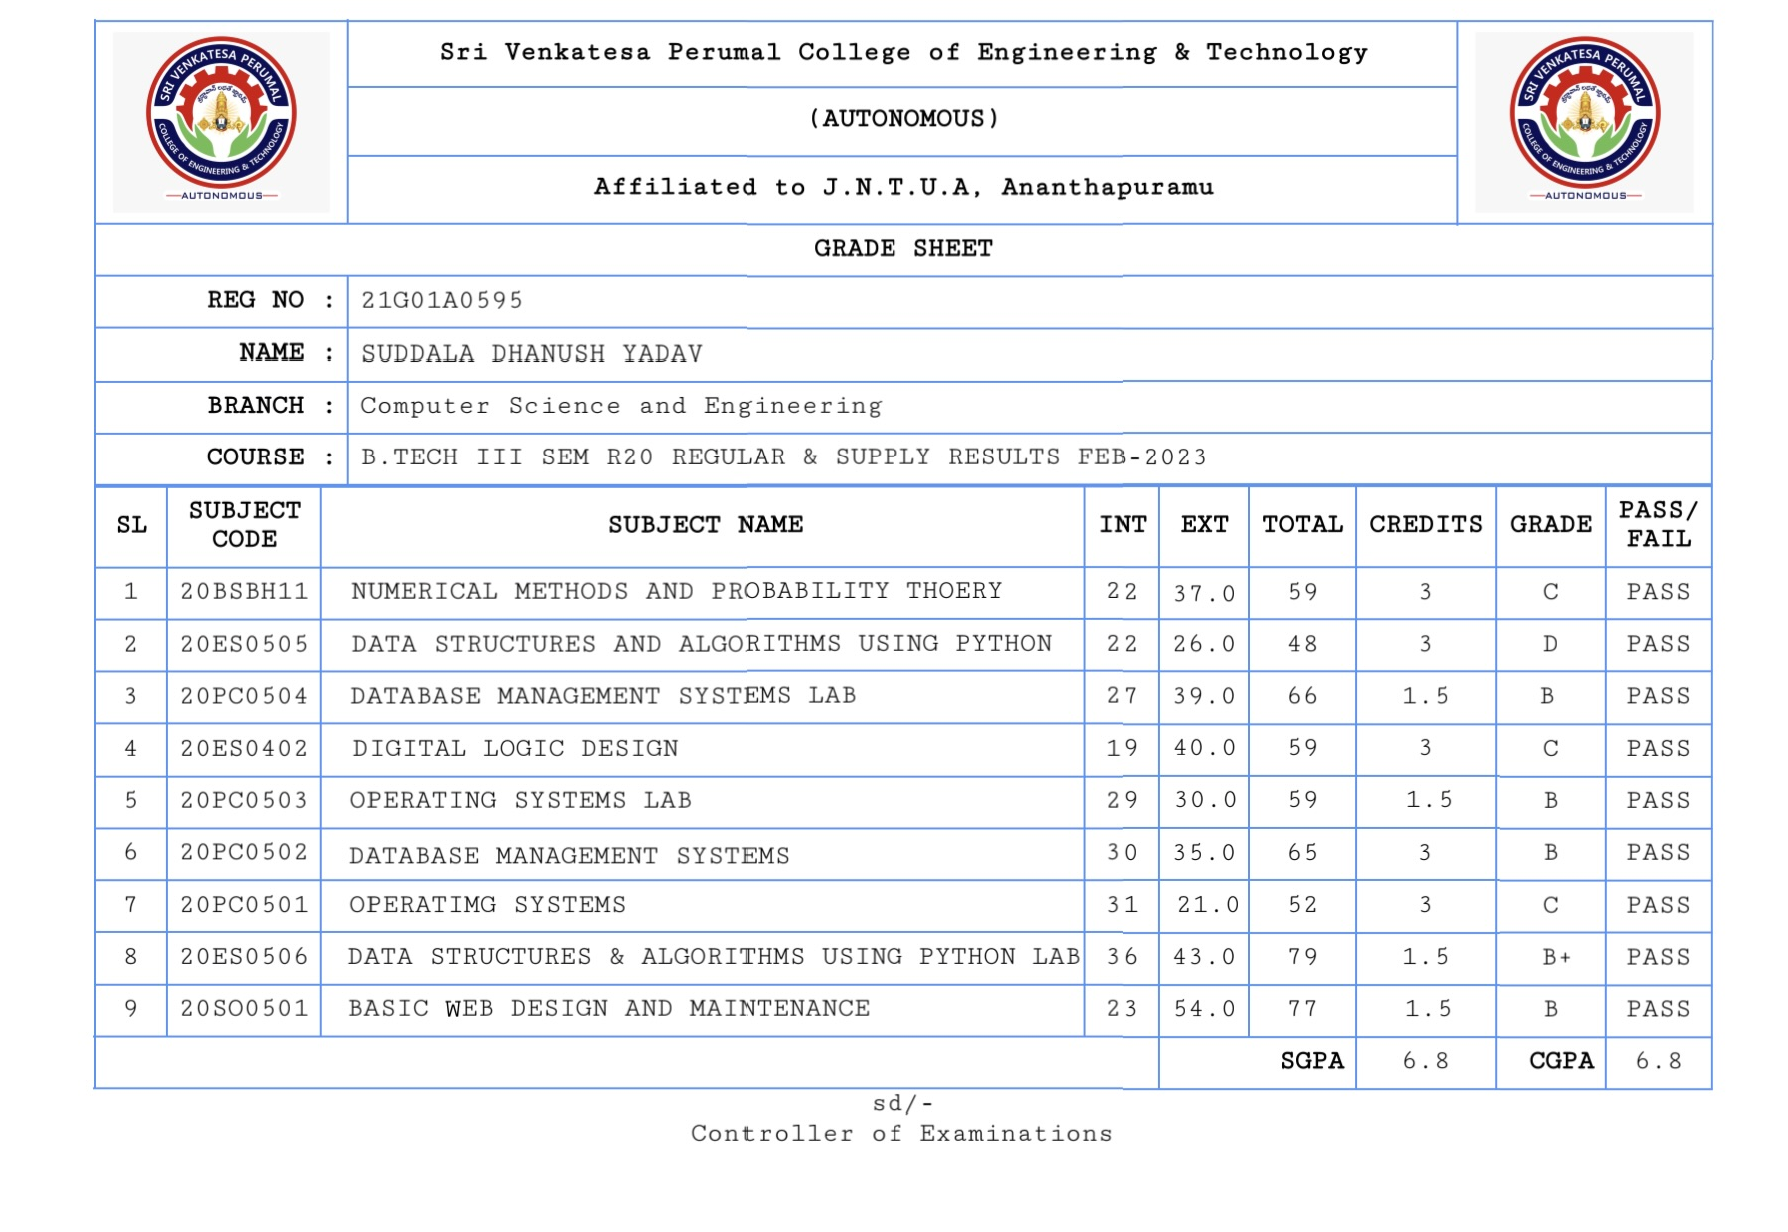 SRI VENKATESA PERUMAL
COLLEGE OF ENGINEERING & TECHNOLOGY
AUTONOMOUS
Sri Venkatesa Perumal College of Engineering & Technology
(AUTONOMOUS)
Affiliated to J.N.T.U.A, Ananthapuramu
SRI VENKATESA PERUMAL
COLLEGE OF ENGINEERING & TECHNOLOGY
AUTONOMOUS
GRADE SHEET
REG NO : 21G01A0595
NAME : SUDDALA DHANUSH YADAV
BRANCH : Computer Science and Engineering
COURSE : B.TECH III SEM R20 REGULAR & SUPPLY RESULTS FEB-2023
SL SUBJECT CODE SUBJECT NAME INT EXT TOTAL CREDITS GRADE PASS/ FAIL
1 20BSBH11 NUMERICAL METHODS AND PROBABILITY THOERY 22 37.0 59 3 C PASS
2 20ES0505 DATA STRUCTURES AND ALGORITHMS USING PYTHON 22 26.0 48 3 D PASS
3 20PC0504 DATABASE MANAGEMENT SYSTEMS LAB 27 39.0 66 1.5 B PASS
4 20ES0402 DIGITAL LOGIC DESIGN 19 40.0 59 3 C PASS
5 20PC0503 OPERATING SYSTEMS LAB 29 30.0 59 1.5 B PASS
6 20PC0502 DATABASE MANAGEMENT SYSTEMS 30 35.0 65 3 B PASS
7 20PC0501 OPERATIMG SYSTEMS 31 21.0 52 3 C PASS
8 20ES0506 DATA STRUCTURES & ALGORITHMS USING PYTHON LAB 36 43.0 79 1.5 B+ PASS
9 20SO0501 BASIC WEB DESIGN AND MAINTENANCE 23 54.0 77 1.5 B PASS
SGPA 6.8 CGPA 6.8
sd/-
Controller of Examinations